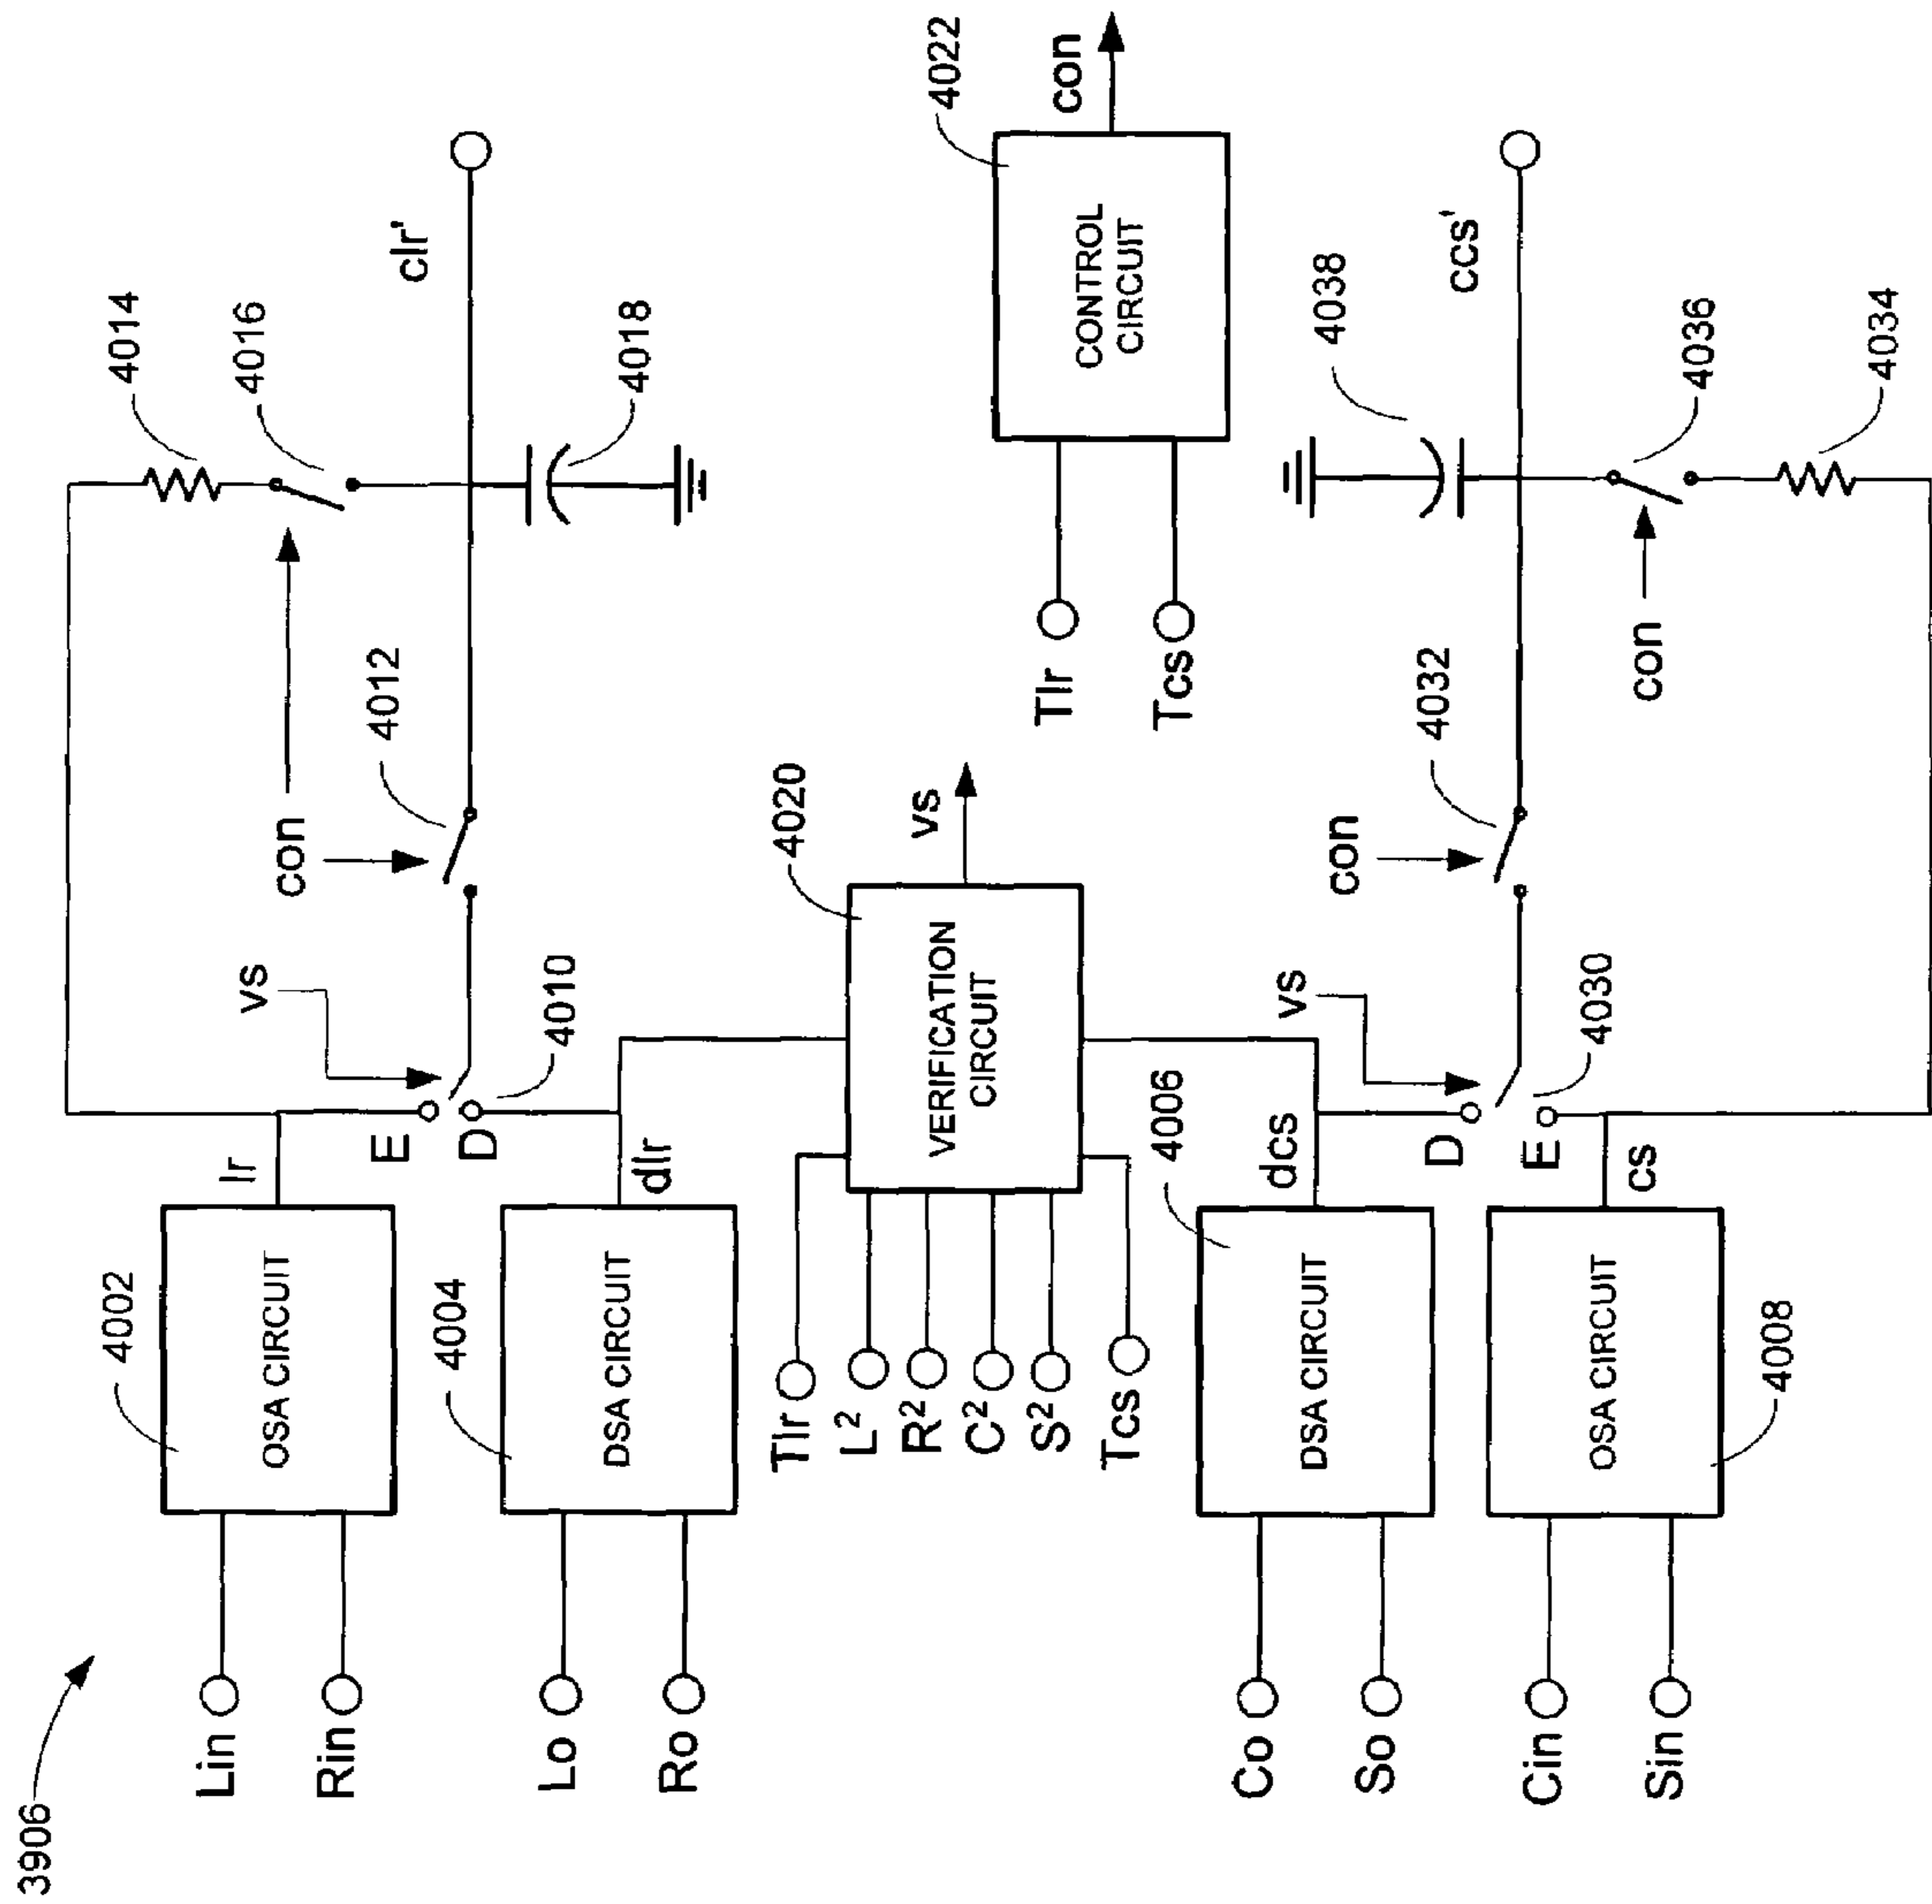 3906
Lin
Rin
4002
OSA CIRCUIT
lr
Lo
Ro
4004
DSA CIRCUIT
dlr
E
D
vs
4010
con
4012
4014
4016
4018
clr'
Tlr
L²
R²
C²
S²
Tcs
VERIFICATION
CIRCUIT
4020
vs
Tlr
Tcs
CONTROL
CIRCUIT
4022
con
Co
So
4006
DSA CIRCUIT
dcs
Cin
Sin
OSA CIRCUIT
4008
cs
D
E
vs
4030
con
4032
4038
ccs'
con
4036
4034